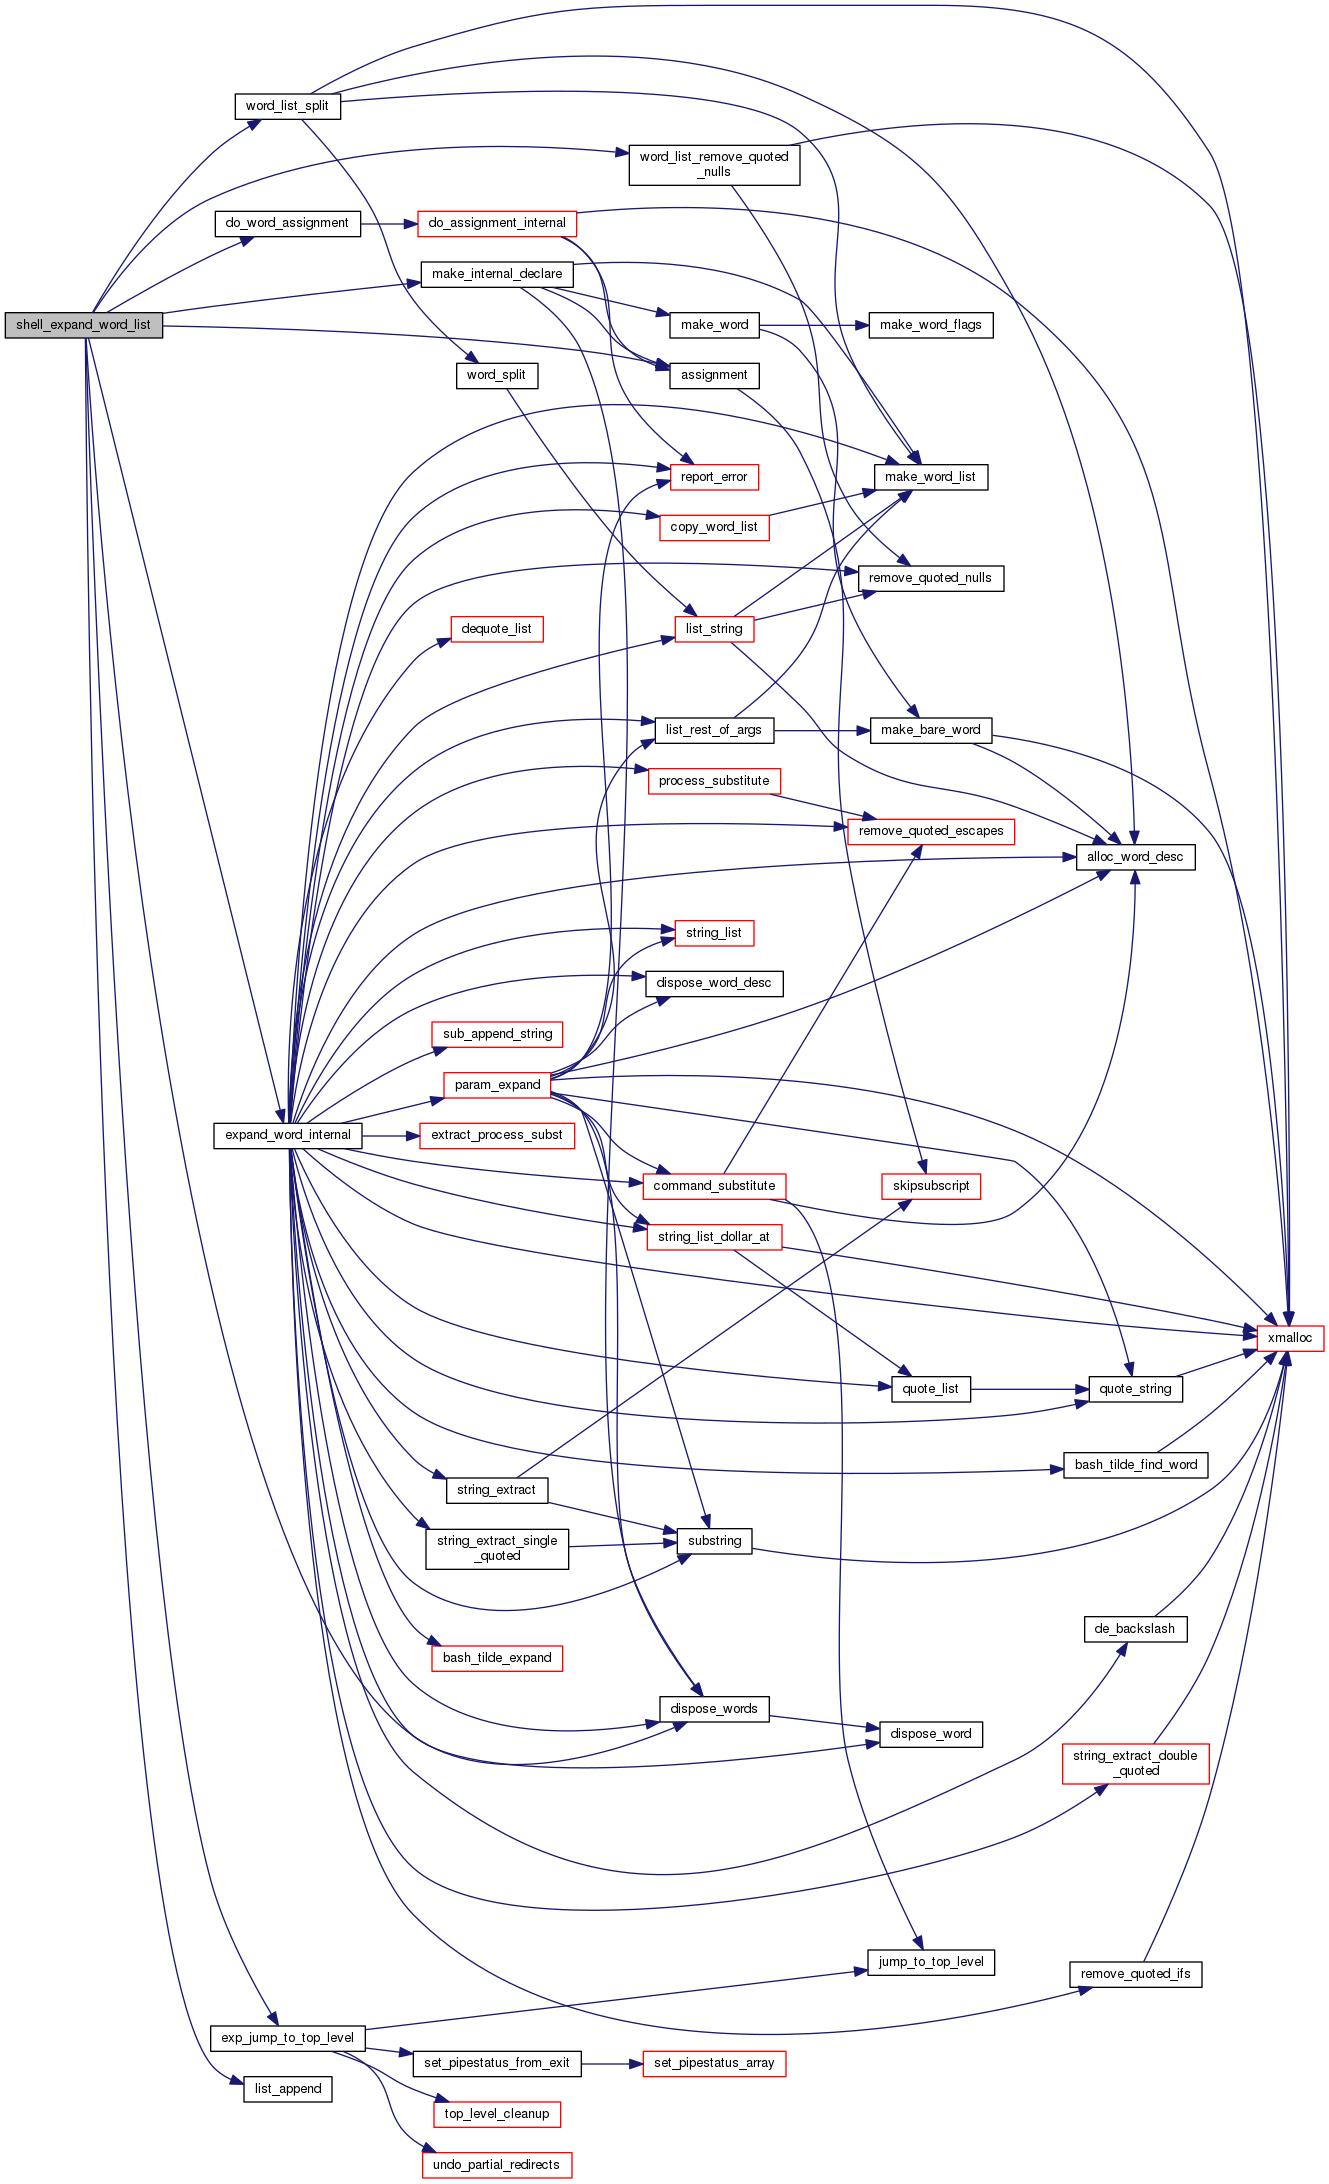 word_list_split
word_list_remove_quoted
_nulls
do_word_assignment
do_assignment_internal
make_internal_declare
shell_expand_word_list
make_word
make_word_flags
word_split
assignment
report_error
make_word_list
copy_word_list
remove_quoted_nulls
dequote_list
list_string
list_rest_of_args
make_bare_word
process_substitute
remove_quoted_escapes
alloc_word_desc
string_list
dispose_word_desc
sub_append_string
param_expand
expand_word_internal
extract_process_subst
command_substitute
skipsubscript
string_list_dollar_at
xmalloc
quote_list
quote_string
bash_tilde_find_word
string_extract
string_extract_single
_quoted
substring
de_backslash
bash_tilde_expand
dispose_words
dispose_word
string_extract_double
_quoted
jump_to_top_level
remove_quoted_ifs
exp_jump_to_top_level
set_pipestatus_from_exit
set_pipestatus_array
list_append
top_level_cleanup
undo_partial_redirects